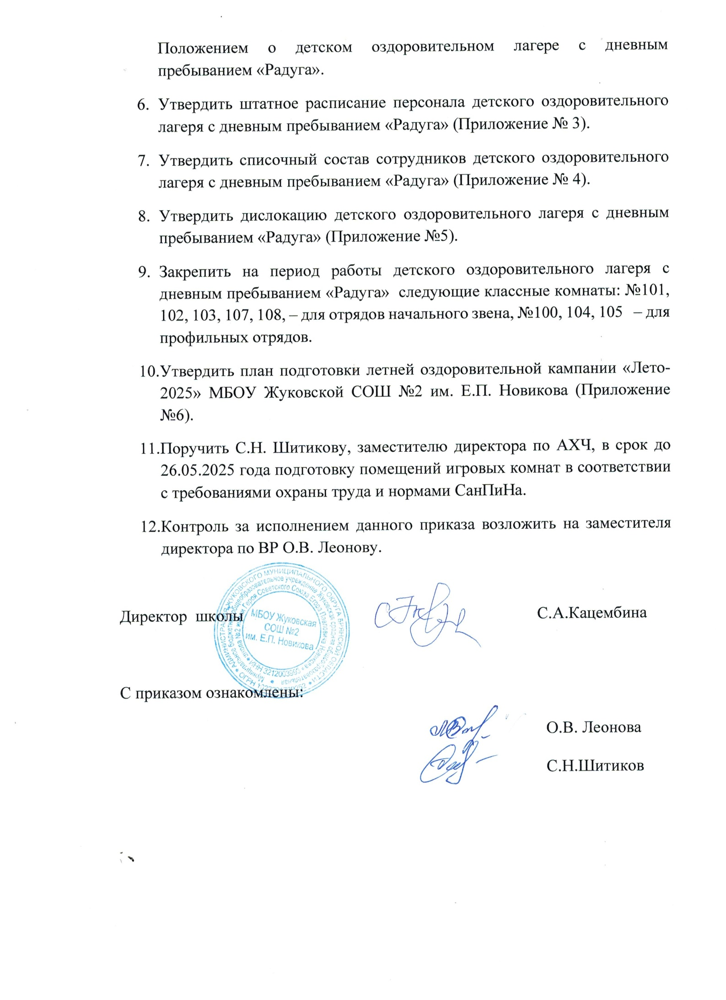 Положением о детском оздоровительном лагере с дневным
пребыванием «Радуга».
6. Утвердить штатное расписание персонала детского оздоровительного
лагеря с дневным пребыванием «Радуга» (Приложение № 3).
7. Утвердить списочный состав сотрудников детского оздоровительного
лагеря с дневным пребыванием «Радуга» (Приложение № 4).
8. Утвердить дислокацию детского оздоровительного лагеря с дневным
пребыванием «Радуга» (Приложение №5).
9. Закрепить на период работы детского оздоровительного лагеря с
дневным пребыванием «Радуга» следующие классные комнаты: №101,
102, 103, 107, 108, – для отрядов начального звена, №100, 104, 105 – для
профильных отрядов.
10.Утвердить план подготовки летней оздоровительной кампании «Лето-
2025» МБОУ Жуковской СОШ №2 им. Е.П. Новикова (Приложение
№6).
11.Поручить С.Н. Шитикову, заместителю директора по АХЧ, в срок до
26.05.2025 года подготовку помещений игровых комнат в соответствии
с требованиями охраны труда и нормами СанПиНа.
12.Контроль за исполнением данного приказа возложить на заместителя
директора по ВР О.В. Леонову.
Директор школы С.А.Кацембина
АДМИНИСТРАЦИЯ ЖУКОВСКОГО МУНИЦИПАЛЬНОГО ОКРУГА БРЯНСКОЙ ОБЛАСТИ * ОГРН
Муниципальное бюджетное общеобразовательное учреждение Жуковская средняя общеобразовательная
школа №2 имени Героя Советского Союза Егора Павловича Новикова * ИНН 3212003993
МБОУ Жуковская
СОШ №2
им. Е.П. Новикова
С приказом ознакомлены:
О.В. Леонова
С.Н.Шитиков